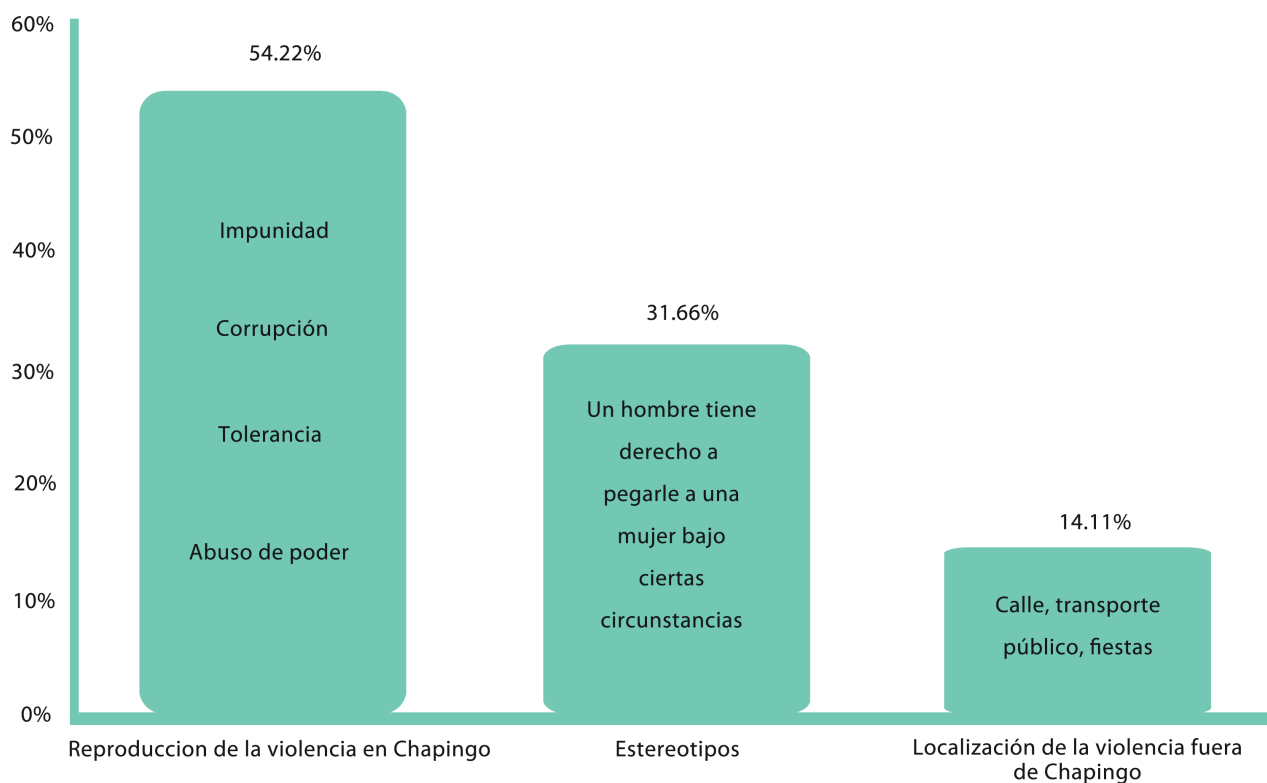 60%
50%
40%
30%
20%
10%
0%
54.22%
Impunidad
Corrupción
Tolerancia
Abuso de poder
Reproduccion de la violencia en Chapingo
31.66%
Un hombre tiene
derecho a
pegarle a una
mujer bajo
ciertas
circunstancias
Estereotipos
14.11%
Calle, transporte
público, fiestas
Localización de la violencia fuera
de Chapingo